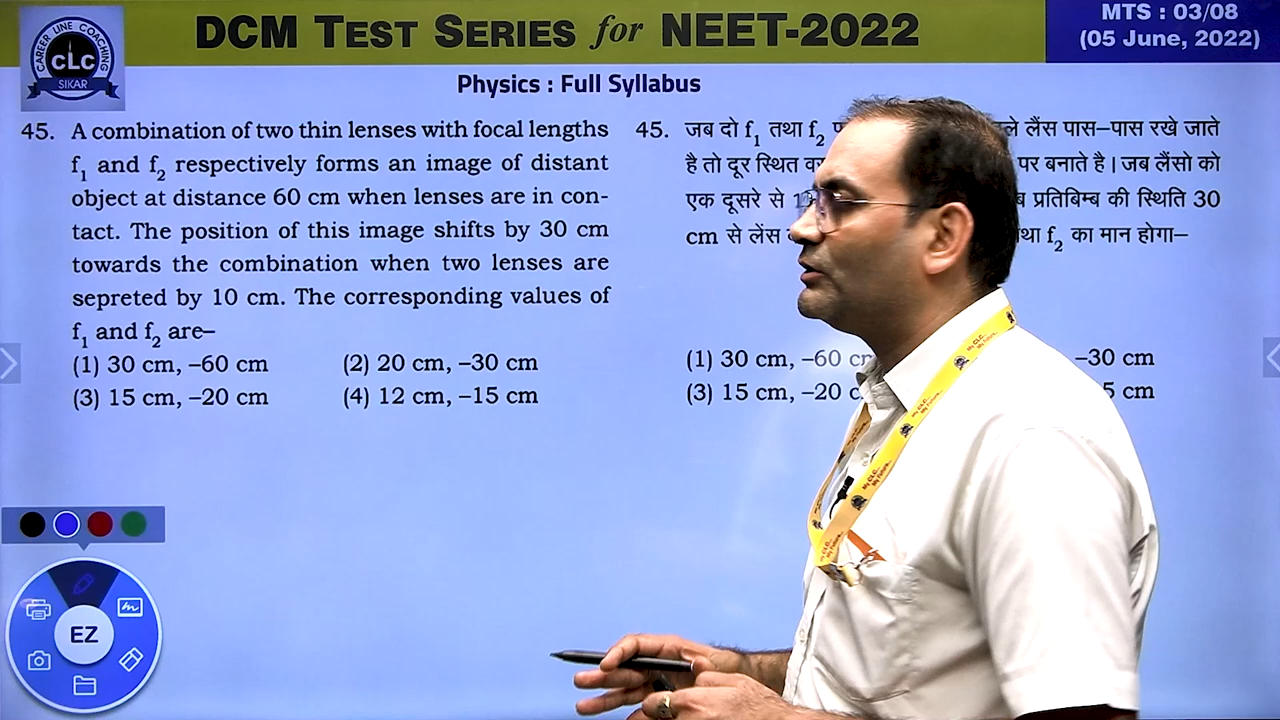 DCM TEST SERIES for NEET-2022
MTS : 03/08
(05 June, 2022)
CAREER LINE COACHING
CLC
SIKAR
Physics : Full Syllabus
45. A combination of two thin lenses with focal lengths
f₁ and f₂ respectively forms an image of distant
object at distance 60 cm when lenses are in con-
tact. The position of this image shifts by 30 cm
towards the combination when two lenses are
sepreted by 10 cm. The corresponding values of
f₁ and f₂ are–
(1) 30 cm, –60 cm (2) 20 cm, –30 cm
(3) 15 cm, –20 cm (4) 12 cm, –15 cm
45. जब दो f₁ तथा f₂ लैंस पास–पास रखे जाते
है तो दूर स्थित पर बनाते है। जब लैंसो को
एक दूसरे से प्रतिबिम्ब की स्थिति 30
cm से लेंस f₂ का मान होगा–
(1) 30 cm, –60 –30 cm
(3) 15 cm, –20 cm
EZ